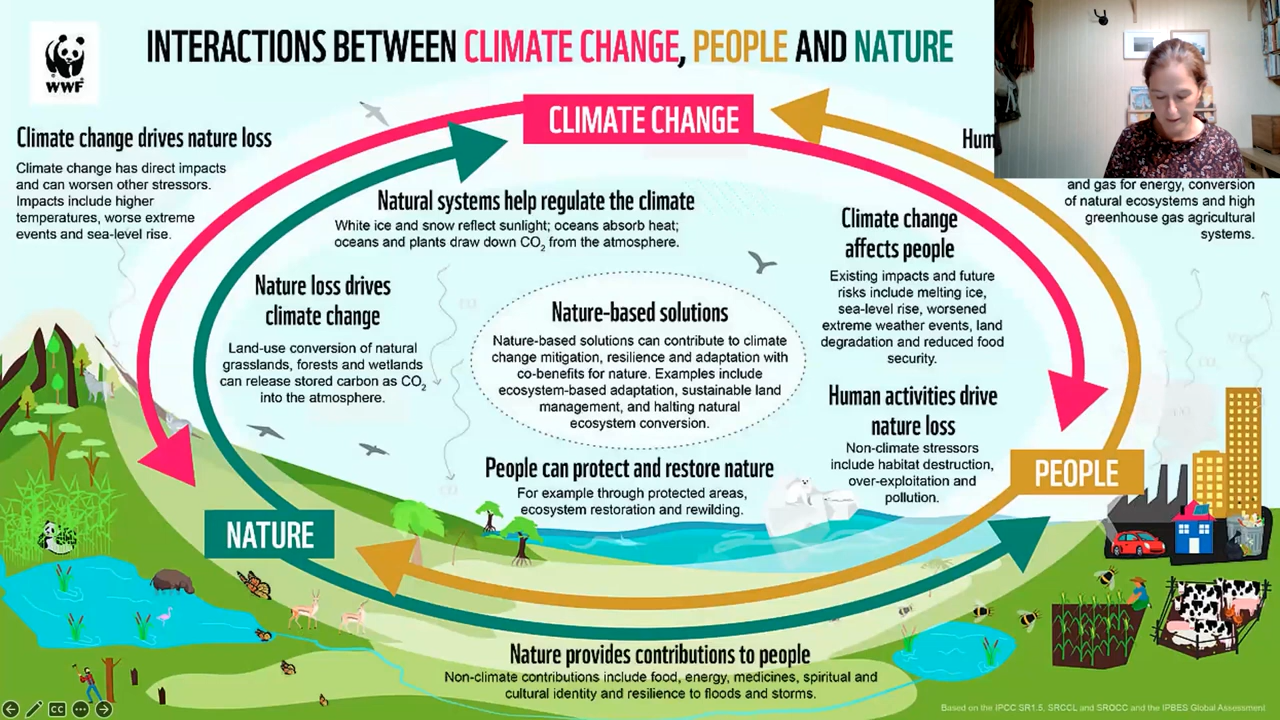 INTERACTIONS BETWEEN CLIMATE CHANGE, PEOPLE AND NATURE
WWF
CLIMATE CHANGE
Climate change drives nature loss
Climate change has direct impacts
and can worsen other stressors.
Impacts include higher
temperatures, worse extreme
events and sea-level rise.
Hum
and gas for energy, conversion
of natural ecosystems and high
greenhouse gas agricultural
systems.
Natural systems help regulate the climate
White ice and snow reflect sunlight; oceans absorb heat;
oceans and plants draw down CO₂ from the atmosphere.
Climate change
affects people
Existing impacts and future
risks include melting ice,
sea-level rise, worsened
extreme weather events, land
degradation and reduced food
security.
Nature loss drives
climate change
Land-use conversion of natural
grasslands, forests and wetlands
can release stored carbon as CO₂
into the atmosphere.
Nature-based solutions
Nature-based solutions can contribute to climate
change mitigation, resilience and adaptation with
co-benefits for nature. Examples include
ecosystem-based adaptation, sustainable land
management, and halting natural
ecosystem conversion.
Human activities drive
nature loss
Non-climate stressors
include habitat destruction,
over-exploitation and
pollution.
People can protect and restore nature
For example through protected areas,
ecosystem restoration and rewilding.
PEOPLE
NATURE
Nature provides contributions to people
Non-climate contributions include food, energy, medicines, spiritual and
cultural identity and resilience to floods and storms.
CC
Based on the IPCC SR1.5, SRCCL and SROCC and the IPBES Global Assessment